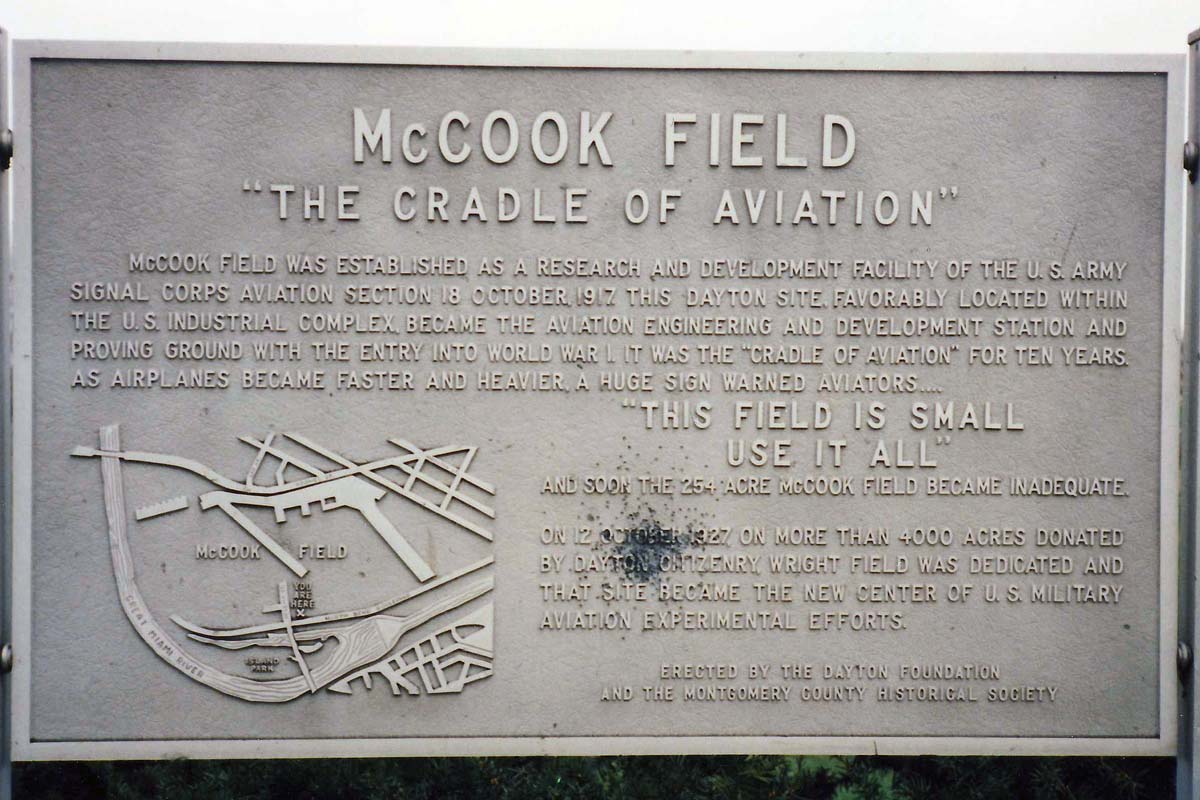 McCOOK FIELD
"THE CRADLE OF AVIATION"
McCOOK FIELD WAS ESTABLISHED AS A RESEARCH AND DEVELOPMENT FACILITY OF THE U.S. ARMY
SIGNAL CORPS AVIATION SECTION 18 OCTOBER, 1917. THIS DAYTON SITE, FAVORABLY LOCATED WITHIN
THE U.S. INDUSTRIAL COMPLEX, BECAME THE AVIATION ENGINEERING AND DEVELOPMENT STATION AND
PROVING GROUND WITH THE ENTRY INTO WORLD WAR I. IT WAS THE "CRADLE OF AVIATION" FOR TEN YEARS.
AS AIRPLANES BECAME FASTER AND HEAVIER, A HUGE SIGN WARNED AVIATORS....
"THIS FIELD IS SMALL
USE IT ALL"
AND SOON THE 254 ACRE McCOOK FIELD BECAME INADEQUATE.
ON 12 OCTOBER 1927, ON MORE THAN 4000 ACRES DONATED
BY DAYTON CITIZENRY, WRIGHT FIELD WAS DEDICATED AND
THAT SITE BECAME THE NEW CENTER OF U.S. MILITARY
AVIATION EXPERIMENTAL EFFORTS.
ERECTED BY THE DAYTON FOUNDATION
AND THE MONTGOMERY COUNTY HISTORICAL SOCIETY
McCOOK FIELD
YOU
ARE
HERE
X
GREAT MIAMI RIVER
ISLAND
PARK